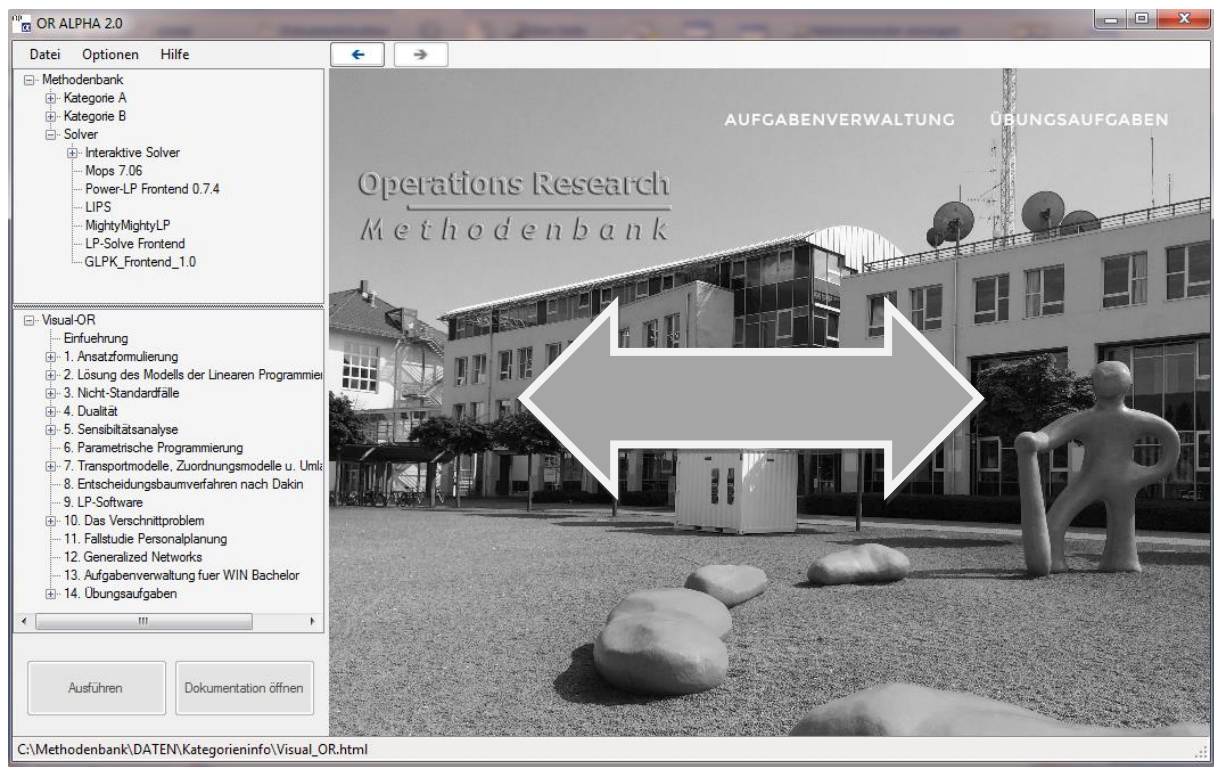 OR ALPHA 2.0
Datei Optionen Hilfe
Methodenbank
Kategorie A
Kategorie B
Solver
Interaktive Solver
Mops 7.06
Power-LP Frontend 0.7.4
LIPS
MightyMightyLP
LP-Solve Frontend
GLPK_Frontend_1.0
Visual-OR
Einfuehrung
1. Ansatzformulierung
2. Lösung des Modells der Linearen Programmier
3. Nicht-Standardfälle
4. Dualität
5. Sensibiltätsanalyse
6. Parametrische Programmierung
7. Transportmodelle, Zuordnungsmodelle u. Umla
8. Entscheidungsbaumverfahren nach Dakin
9. LP-Software
10. Das Verschnittproblem
11. Fallstudie Personalplanung
12. Generalized Networks
13. Aufgabenverwaltung fuer WIN Bachelor
14. Übungsaufgaben
Ausführen Dokumentation öffnen
AUFGABENVERWALTUNG ÜBUNGSAUFGABEN
Operations Research
Methodenbank
C:\Methodenbank\DATEN\Kategorieninfo\Visual_OR.html